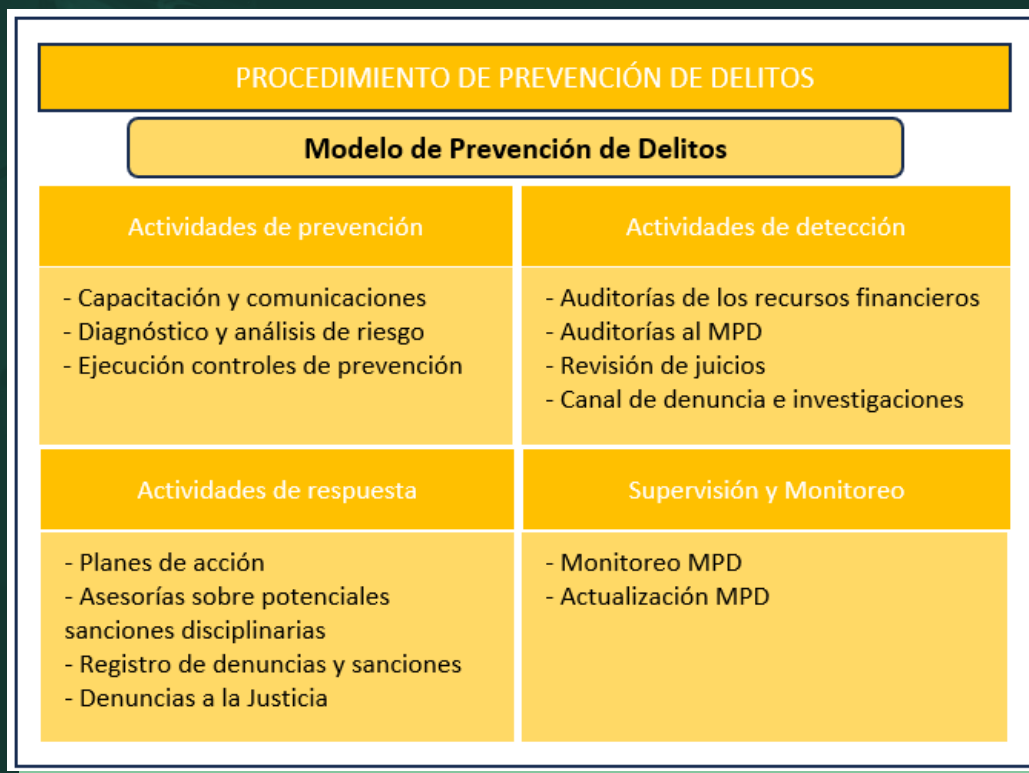 PROCEDIMIENTO DE PREVENCIÓN DE DELITOS
Modelo de Prevención de Delitos
Actividades de prevención
- Capacitación y comunicaciones
- Diagnóstico y análisis de riesgo
- Ejecución controles de prevención
Actividades de detección
- Auditorías de los recursos financieros
- Auditorías al MPD
- Revisión de juicios
- Canal de denuncia e investigaciones
Actividades de respuesta
- Planes de acción
- Asesorías sobre potenciales
sanciones disciplinarias
- Registro de denuncias y sanciones
- Denuncias a la Justicia
Supervisión y Monitoreo
- Monitoreo MPD
- Actualización MPD